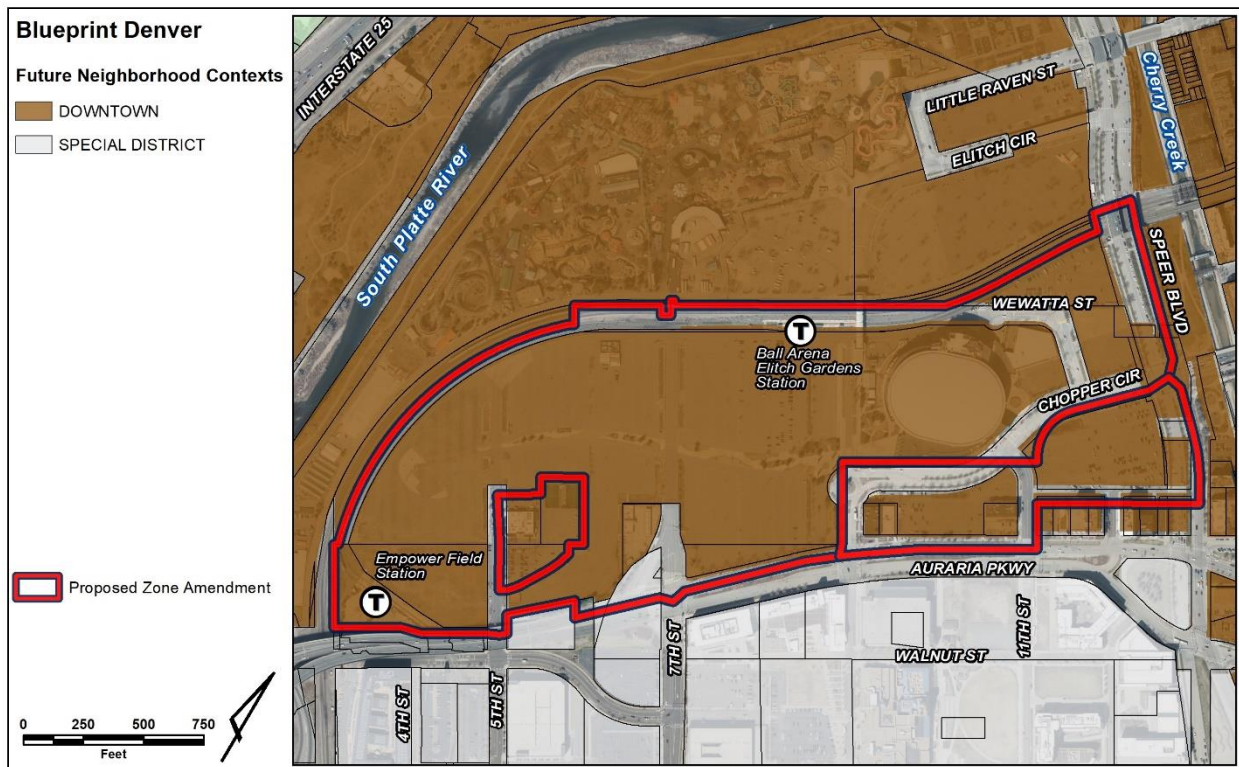 Blueprint Denver
Future Neighborhood Contexts
DOWNTOWN
SPECIAL DISTRICT
Proposed Zone Amendment
0 250 500 750
Feet
INTERSTATE 25
South Platte River
LITTLE RAVEN ST
ELITCH CIR
Cherry Creek
SPEER BLVD
WEWATTA ST
T
Ball Arena
Elitch Gardens
Station
CHOPPER CIR
Empower Field
Station
T
AURARIA PKWY
4TH ST
5TH ST
7TH ST
WALNUT ST
11TH ST